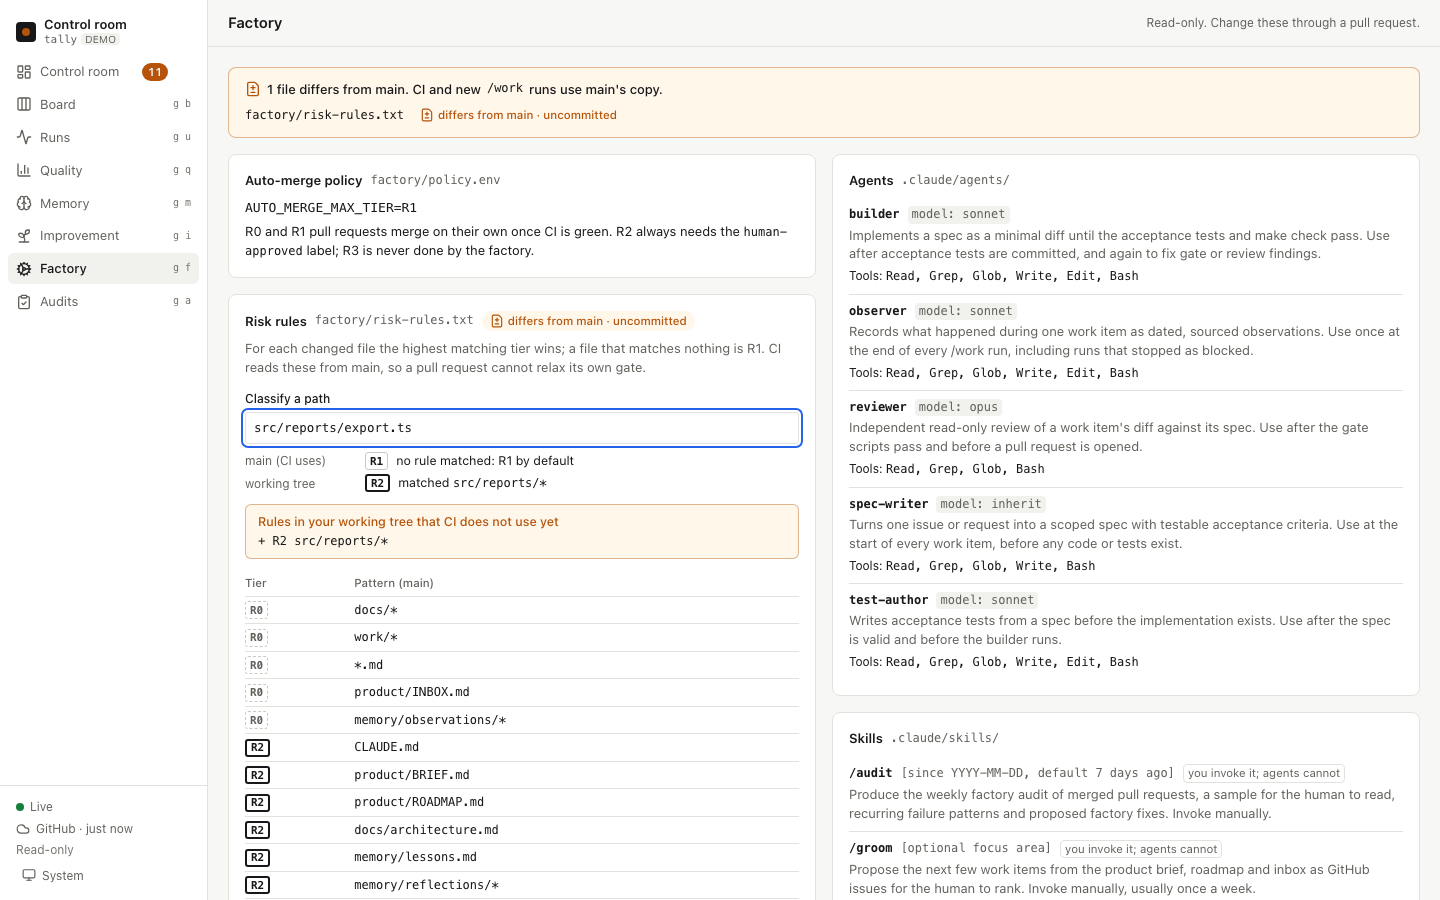 Control room
tally DEMO
Control room 11
Board g b
Runs g u
Quality g q
Memory g m
Improvement g i
Factory g f
Audits g a
Live
GitHub · just now
Read-only
System
Factory
Read-only. Change these through a pull request.
1 file differs from main. CI and new /work runs use main's copy.
factory/risk-rules.txt differs from main · uncommitted
Auto-merge policy factory/policy.env
AUTO_MERGE_MAX_TIER=R1
R0 and R1 pull requests merge on their own once CI is green. R2 always needs the human-
approved label; R3 is never done by the factory.
Risk rules factory/risk-rules.txt differs from main · uncommitted
For each changed file the highest matching tier wins; a file that matches nothing is R1. CI
reads these from main, so a pull request cannot relax its own gate.
Classify a path
src/reports/export.ts
main (CI uses) R1 no rule matched: R1 by default
working tree R2 matched src/reports/*
Rules in your working tree that CI does not use yet
+ R2 src/reports/*
Tier Pattern (main)
R0 docs/*
R0 work/*
R0 *.md
R0 product/INBOX.md
R0 memory/observations/*
R2 CLAUDE.md
R2 product/BRIEF.md
R2 product/ROADMAP.md
R2 docs/architecture.md
R2 memory/lessons.md
R2 memory/reflections/*
Agents .claude/agents/
builder model: sonnet
Implements a spec as a minimal diff until the acceptance tests and make check pass. Use
after acceptance tests are committed, and again to fix gate or review findings.
Tools: Read, Grep, Glob, Write, Edit, Bash
observer model: sonnet
Records what happened during one work item as dated, sourced observations. Use once at
the end of every /work run, including runs that stopped as blocked.
Tools: Read, Grep, Glob, Write, Edit, Bash
reviewer model: opus
Independent read-only review of a work item's diff against its spec. Use after the gate
scripts pass and before a pull request is opened.
Tools: Read, Grep, Glob, Bash
spec-writer model: inherit
Turns one issue or request into a scoped spec with testable acceptance criteria. Use at the
start of every work item, before any code or tests exist.
Tools: Read, Grep, Glob, Write, Bash
test-author model: sonnet
Writes acceptance tests from a spec before the implementation exists. Use after the spec
is valid and before the builder runs.
Tools: Read, Grep, Glob, Write, Edit, Bash
Skills .claude/skills/
/audit [since YYYY-MM-DD, default 7 days ago] you invoke it; agents cannot
Produce the weekly factory audit of merged pull requests, a sample for the human to read,
recurring failure patterns and proposed factory fixes. Invoke manually.
/groom [optional focus area] you invoke it; agents cannot
Propose the next few work items from the product brief, roadmap and inbox as GitHub
issues for the human to rank. Invoke manually, usually once a week.